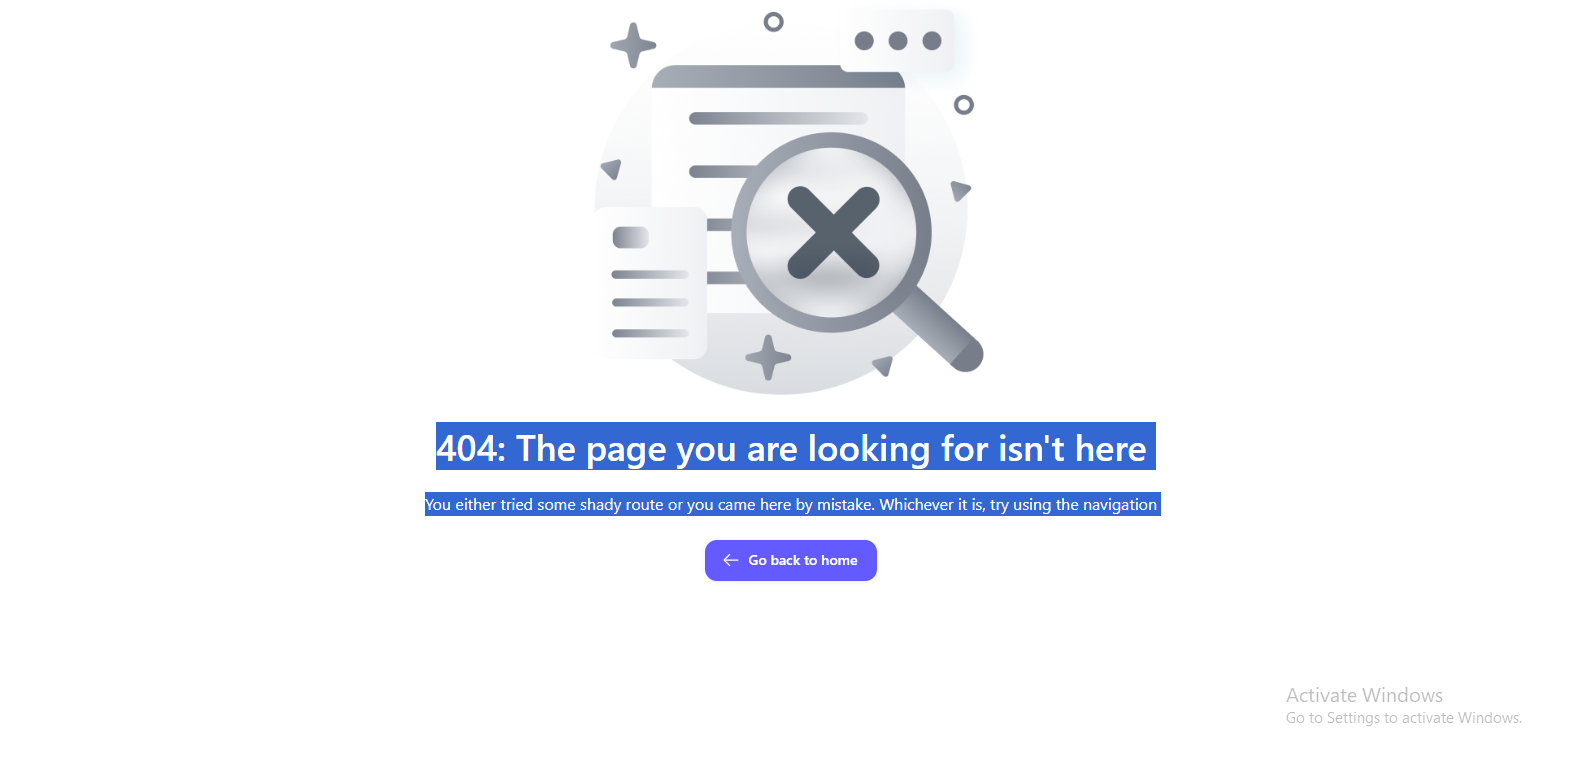 404: The page you are looking for isn't here
You either tried some shady route or you came here by mistake. Whichever it is, try using the navigation
Go back to home
Activate Windows
Go to Settings to activate Windows.